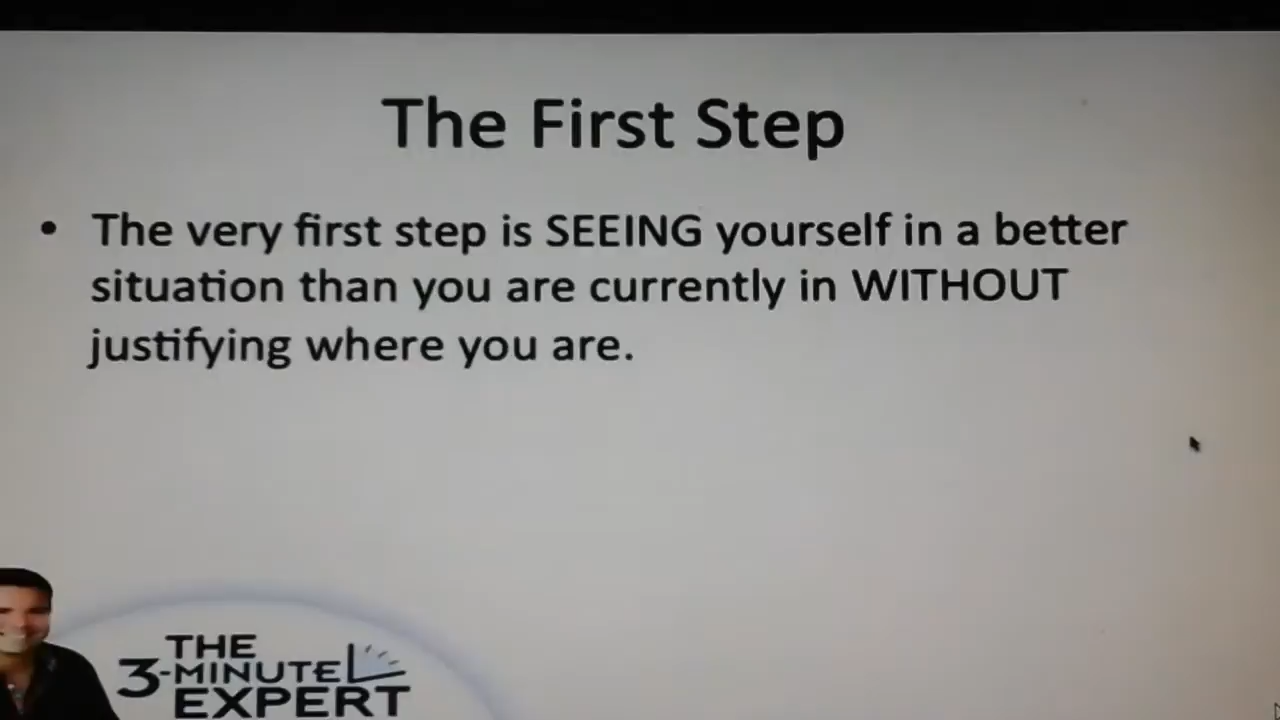 The First Step
• The very first step is SEEING yourself in a better
situation than you are currently in WITHOUT
justifying where you are.
THE
3-MINUTE
EXPERT